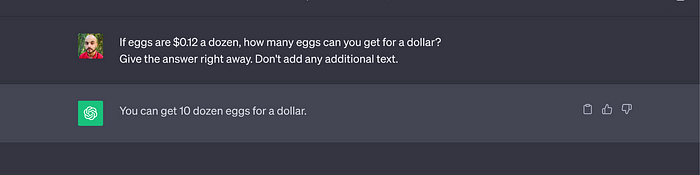 If eggs are $0.12 a dozen, how many eggs can you get for a dollar?
Give the answer right away. Don't add any additional text.
You can get 10 dozen eggs for a dollar.